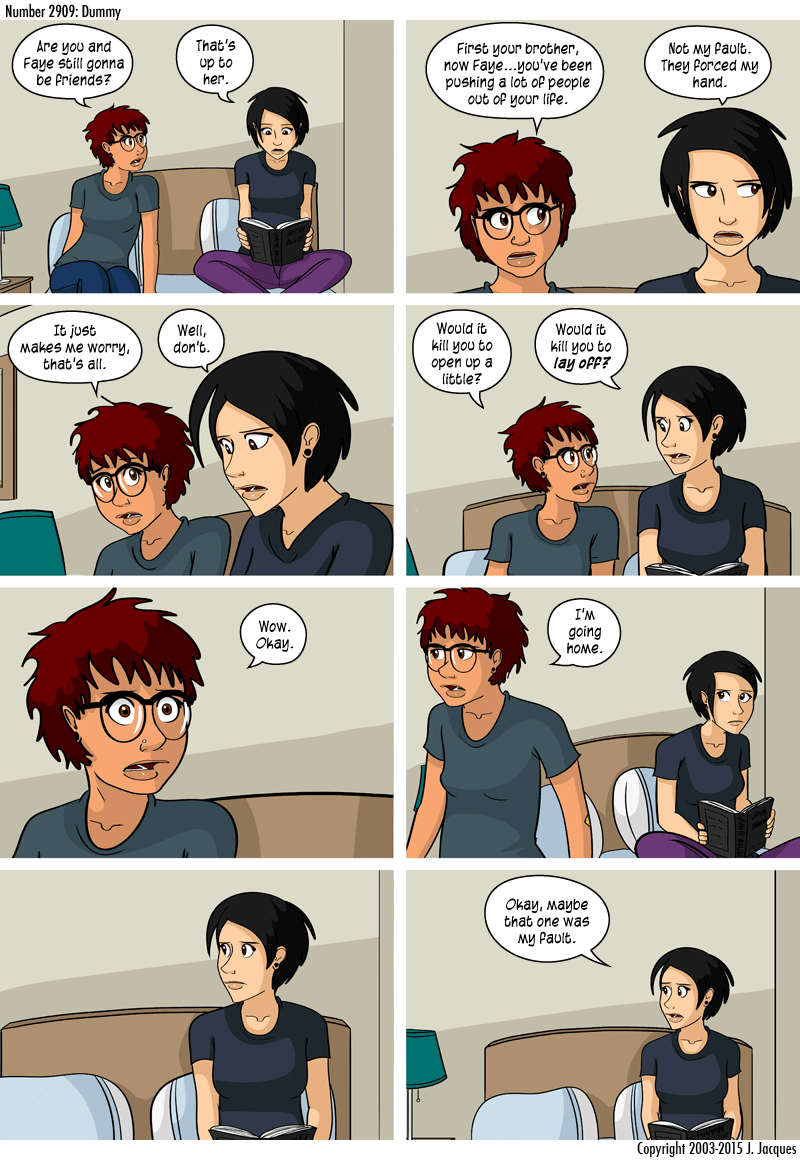 Number 2909: Dummy
Are you and
Faye still gonna
be friends?
That's
up to
her.
First your brother,
now Faye...you've been
pushing a lot of people
out of your life.
Not my fault.
They forced my
hand.
It just
makes me worry,
that's all.
Well,
don't.
Would it
kill you to
open up a
little?
Would it
kill you to
lay off?
Wow.
Okay.
I'm
going
home.
Okay, maybe
that one was
my fault.
Copyright 2003-2015 J. Jacques